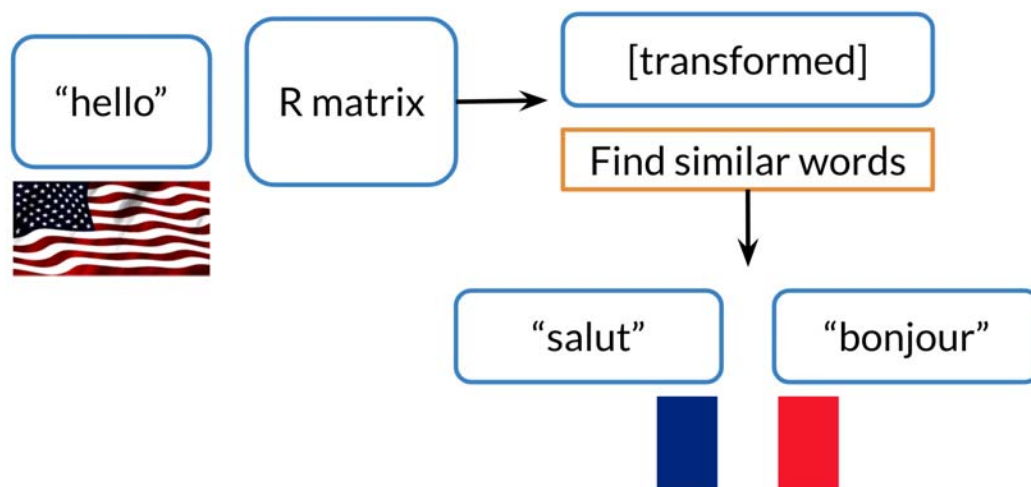 “hello”
R matrix
[transformed]
Find similar words
“salut”
“bonjour”